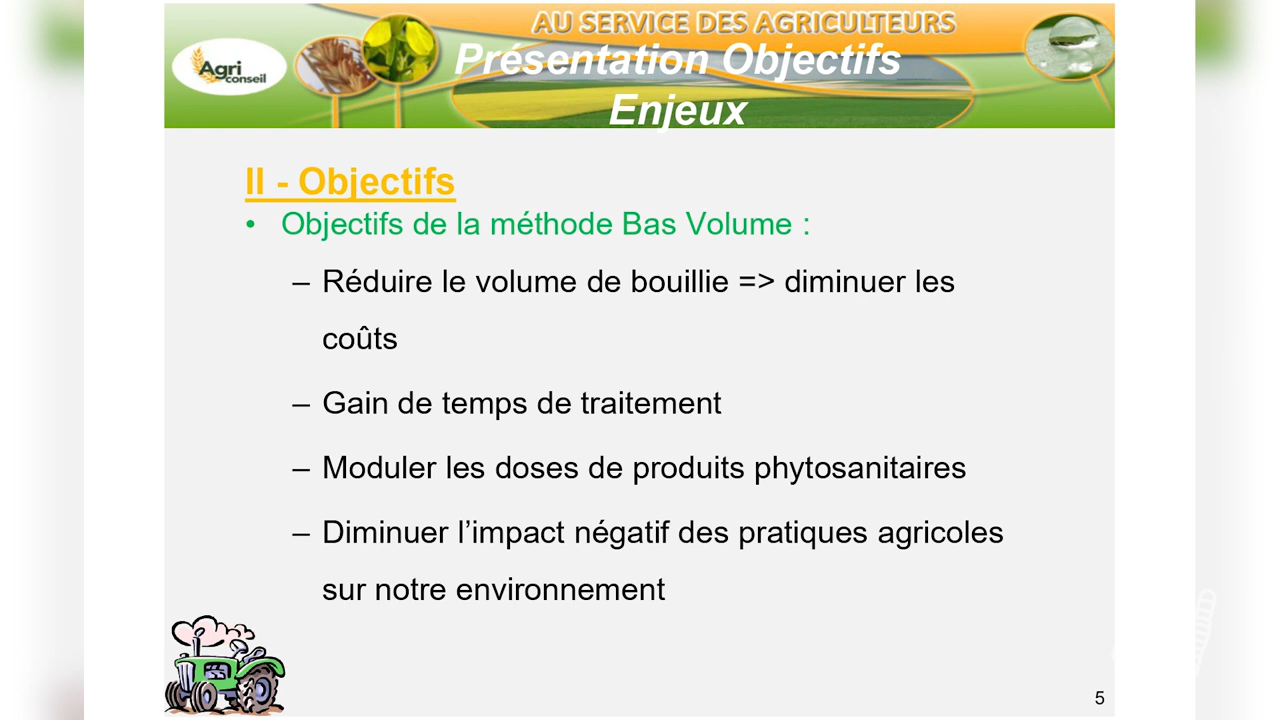 AU SERVICE DES AGRICULTEURS
Agri
conseil
Présentation Objectifs
Enjeux
II - Objectifs
• Objectifs de la méthode Bas Volume :
– Réduire le volume de bouillie => diminuer les
coûts
– Gain de temps de traitement
– Moduler les doses de produits phytosanitaires
– Diminuer l’impact négatif des pratiques agricoles
sur notre environnement
5